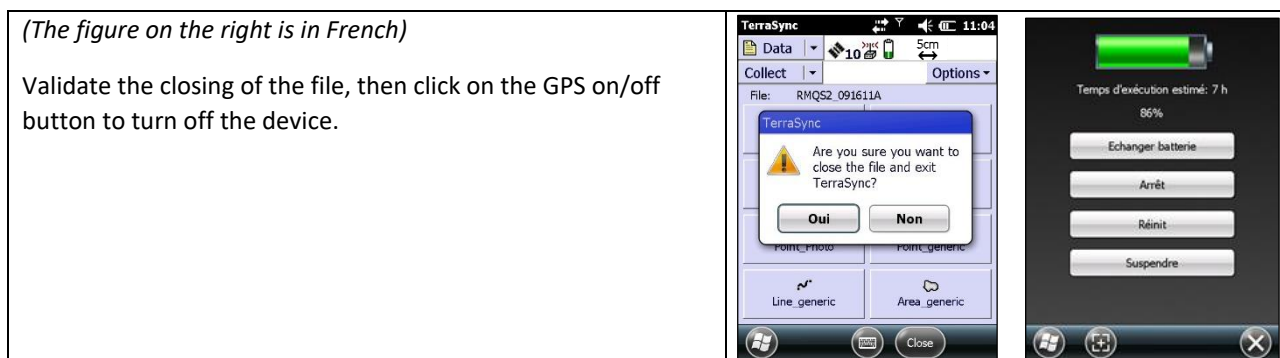 (The figure on the right is in French)
Validate the closing of the file, then click on the GPS on/off
button to turn off the device.
TerraSync 11:04
Data 10 5cm
Collect Options
File: RMQS2_091611A
TerraSync
Are you sure you want to
close the file and exit
TerraSync?
Oui Non
Point_Photo Point_generic
Line_generic Area_generic
Close
Temps d'exécution estimé: 7 h
86%
Echanger batterie
Arrêt
Réinit
Suspendre